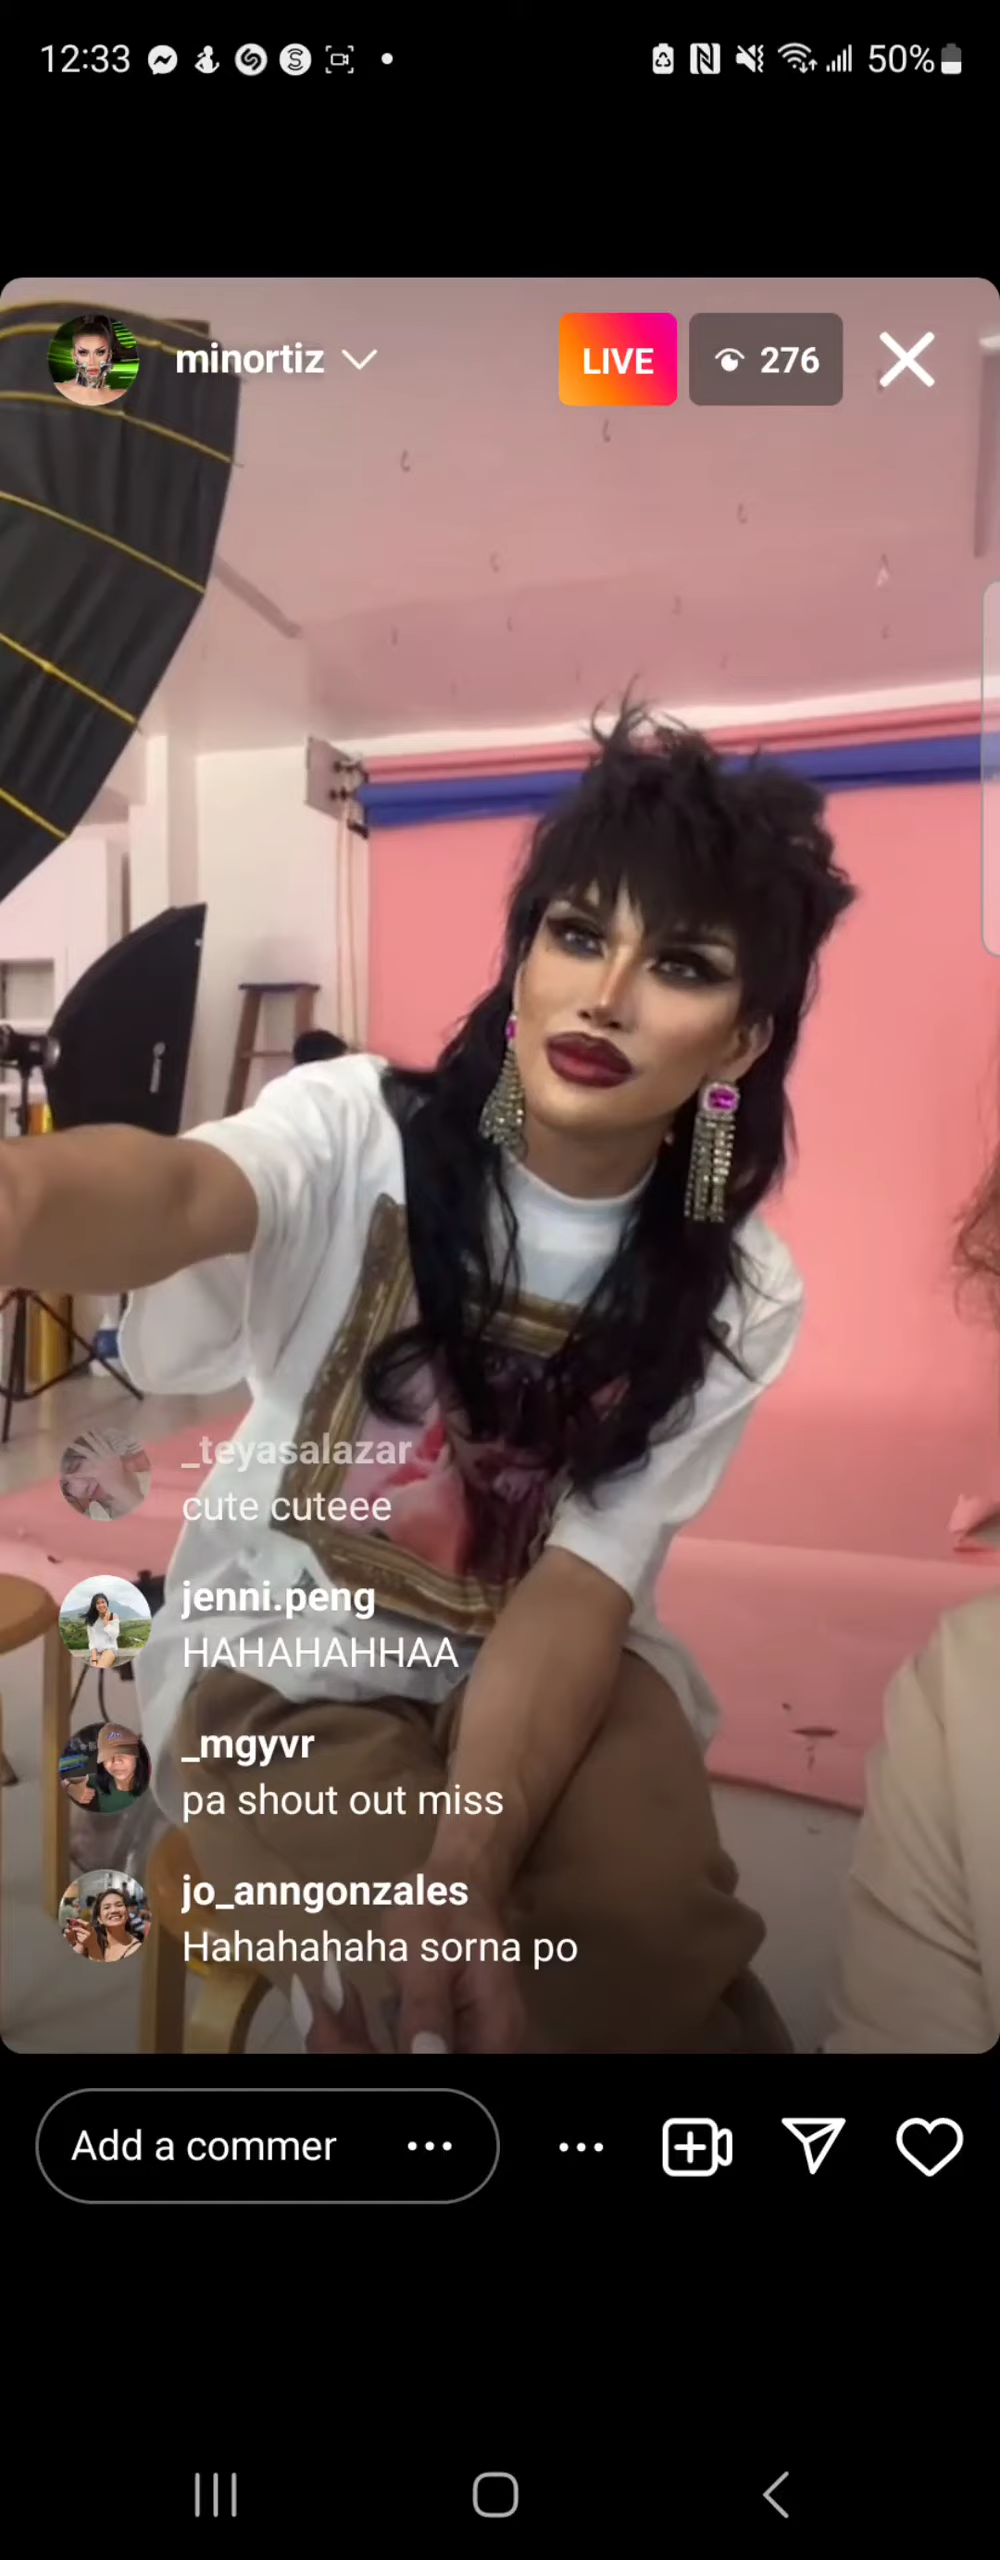 12:33
50%
minortiz
LIVE
276
_teyasalazar
cute cuteee
jenni.peng
HAHAHAHHAA
_mgyvr
pa shout out miss
jo_anngonzales
Hahahahaha sorna po
Add a commer